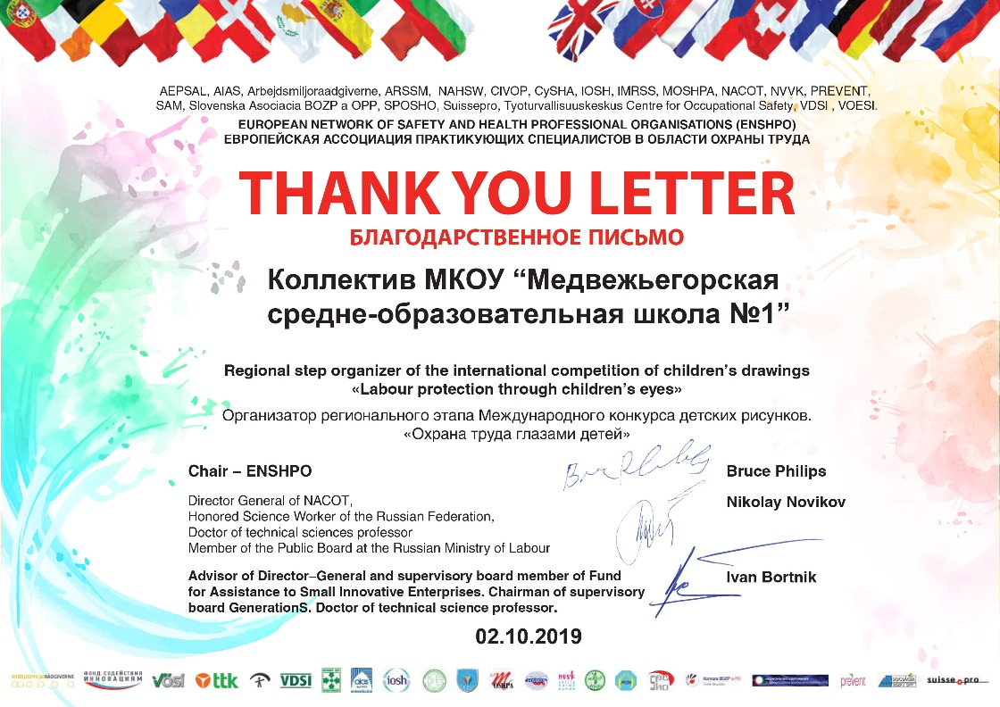 AEPSAL, AIAS, Arbejdsmiljoraadgiverne, ARSSM, NAHSW, CIVOP, CySHA, IOSH, IMRSS, MOSHPA, NACOT, NVVK, PREVENT,
SAM, Slovenska Asociacia BOZP a OPP, SPOSHO, Suissepro, Tyoturvallisuuskeskus Centre for Occupational Safety, VDSI , VOESI.
EUROPEAN NETWORK OF SAFETY AND HEALTH PROFESSIONAL ORGANISATIONS (ENSHPO)
ЕВРОПЕЙСКАЯ АССОЦИАЦИЯ ПРАКТИКУЮЩИХ СПЕЦИАЛИСТОВ В ОБЛАСТИ ОХРАНЫ ТРУДА
THANK YOU LETTER
БЛАГОДАРСТВЕННОЕ ПИСЬМО
Коллектив МКОУ “Медвежьегорская
средне-образовательная школа №1”
Regional step organizer of the international competition of children’s drawings
«Labour protection through children’s eyes»
Организатор регионального этапа Международного конкурса детских рисунков.
«Охрана труда глазами детей»
Chair – ENSHPO
Bruce Philips
Director General of NACOT,
Honored Science Worker of the Russian Federation,
Doctor of technical sciences professor
Member of the Public Board at the Russian Ministry of Labour
Nikolay Novikov
Advisor of Director–General and supervisory board member of Fund
for Assistance to Small Innovative Enterprises. Chairman of supervisory
board GenerationS. Doctor of technical science professor.
Ivan Bortnik
02.10.2019
ARBEJDSMILJØRÅDGIVERNE
ФОНД СОДЕЙСТВИЯ
ИННОВАЦИЯМ
vösi
ttk
VDSI
aias
iosh
MOSHPA
nvvk
prevent
suisse pro